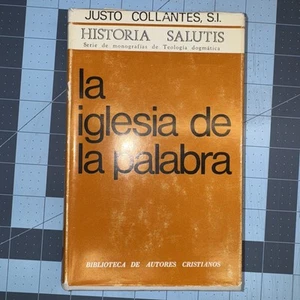 JUSTO COLLANTES, S.I.
HISTORIA SALUTIS
Serie de monografías de Teología dogmática
la
iglesia de
la palabra
BIBLIOTECA DE AUTORES CRISTIANOS